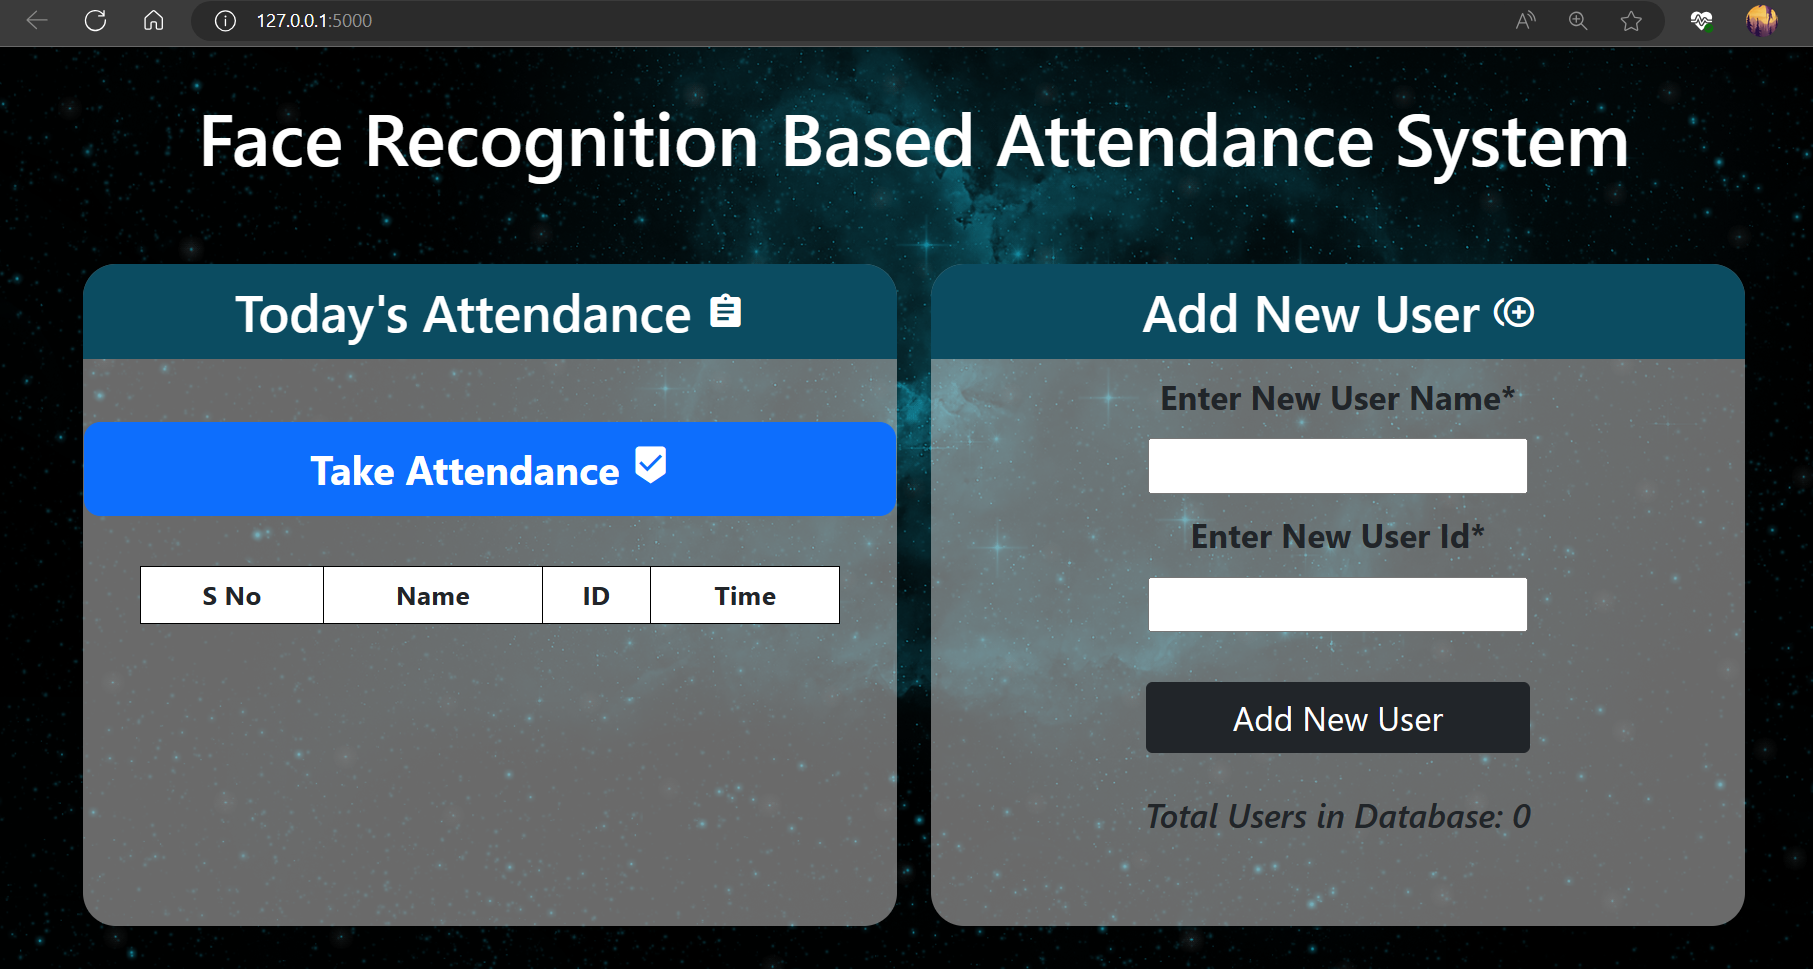 127.0.0.1:5000
Face Recognition Based Attendance System
Today's Attendance
Take Attendance
S No Name ID Time
Add New User
Enter New User Name*
Enter New User Id*
Add New User
Total Users in Database: 0